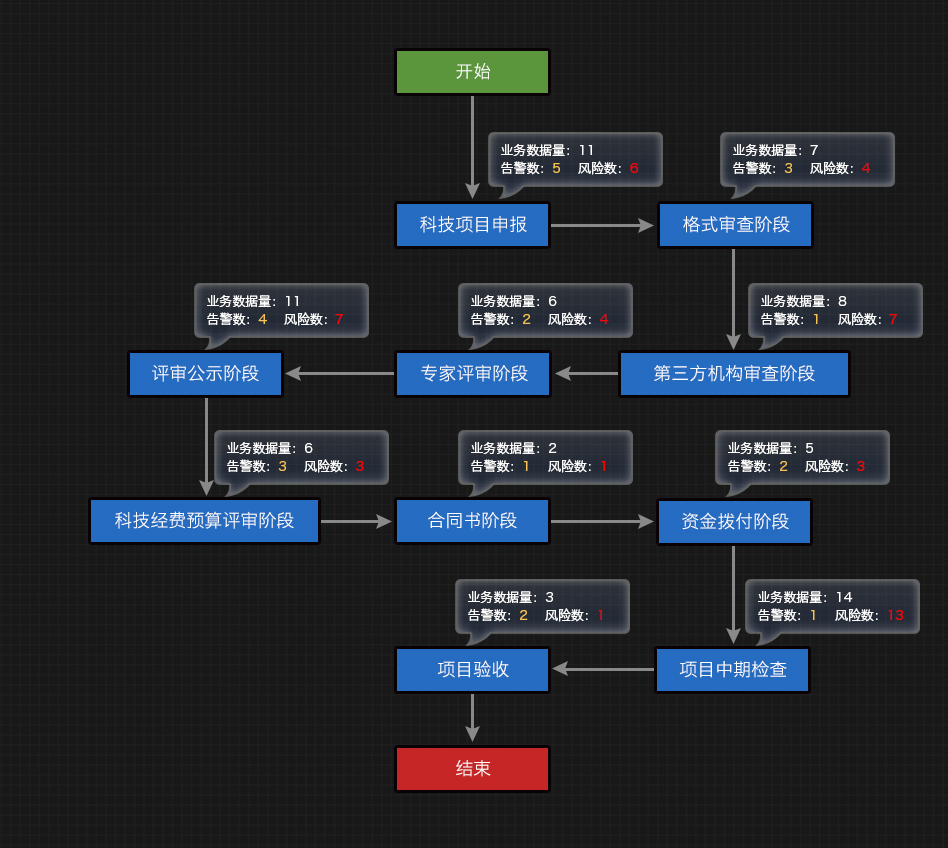 开始
业务数据量：11
告警数：5 风险数：6
科技项目申报
业务数据量：7
告警数：3 风险数：4
格式审查阶段
业务数据量：8
告警数：1 风险数：7
第三方机构审查阶段
业务数据量：6
告警数：2 风险数：4
专家评审阶段
业务数据量：11
告警数：4 风险数：7
评审公示阶段
业务数据量：6
告警数：3 风险数：3
科技经费预算评审阶段
业务数据量：2
告警数：1 风险数：1
合同书阶段
业务数据量：5
告警数：2 风险数：3
资金拨付阶段
业务数据量：14
告警数：1 风险数：13
项目中期检查
业务数据量：3
告警数：2 风险数：1
项目验收
结束